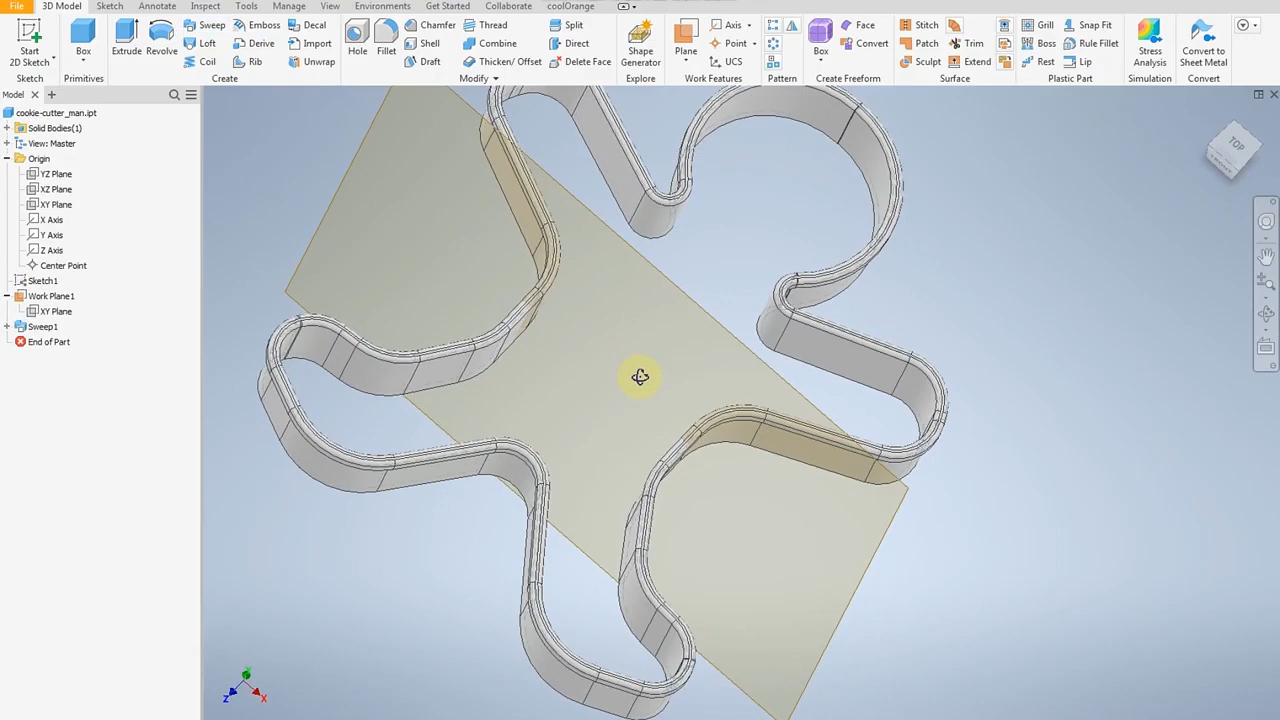 File 3D Model Sketch Annotate Inspect Tools Manage View Environments Get Started Collaborate coolOrange
Start 2D Sketch
Sketch
Box
Primitives
Extrude Revolve
Sweep Emboss Decal
Loft Derive Import
Coil Rib Unwrap
Create
Hole Fillet
Chamfer Thread Split
Shell Combine Direct
Draft Thicken/ Offset Delete Face
Modify
Shape Generator
Explore
Plane
Axis
Point
UCS
Work Features
Pattern
Box
Face
Convert
Create Freeform
Stitch
Patch Trim
Sculpt Extend
Surface
Grill Snap Fit
Boss Rule Fillet
Rest Lip
Plastic Part
Stress Analysis
Simulation
Convert to Sheet Metal
Convert
Model
cookie-cutter_man.ipt
Solid Bodies(1)
View: Master
Origin
YZ Plane
XZ Plane
XY Plane
X Axis
Y Axis
Z Axis
Center Point
Sketch1
Work Plane1
XY Plane
Sweep1
End of Part
TOP
FRONT
Y
Z
X